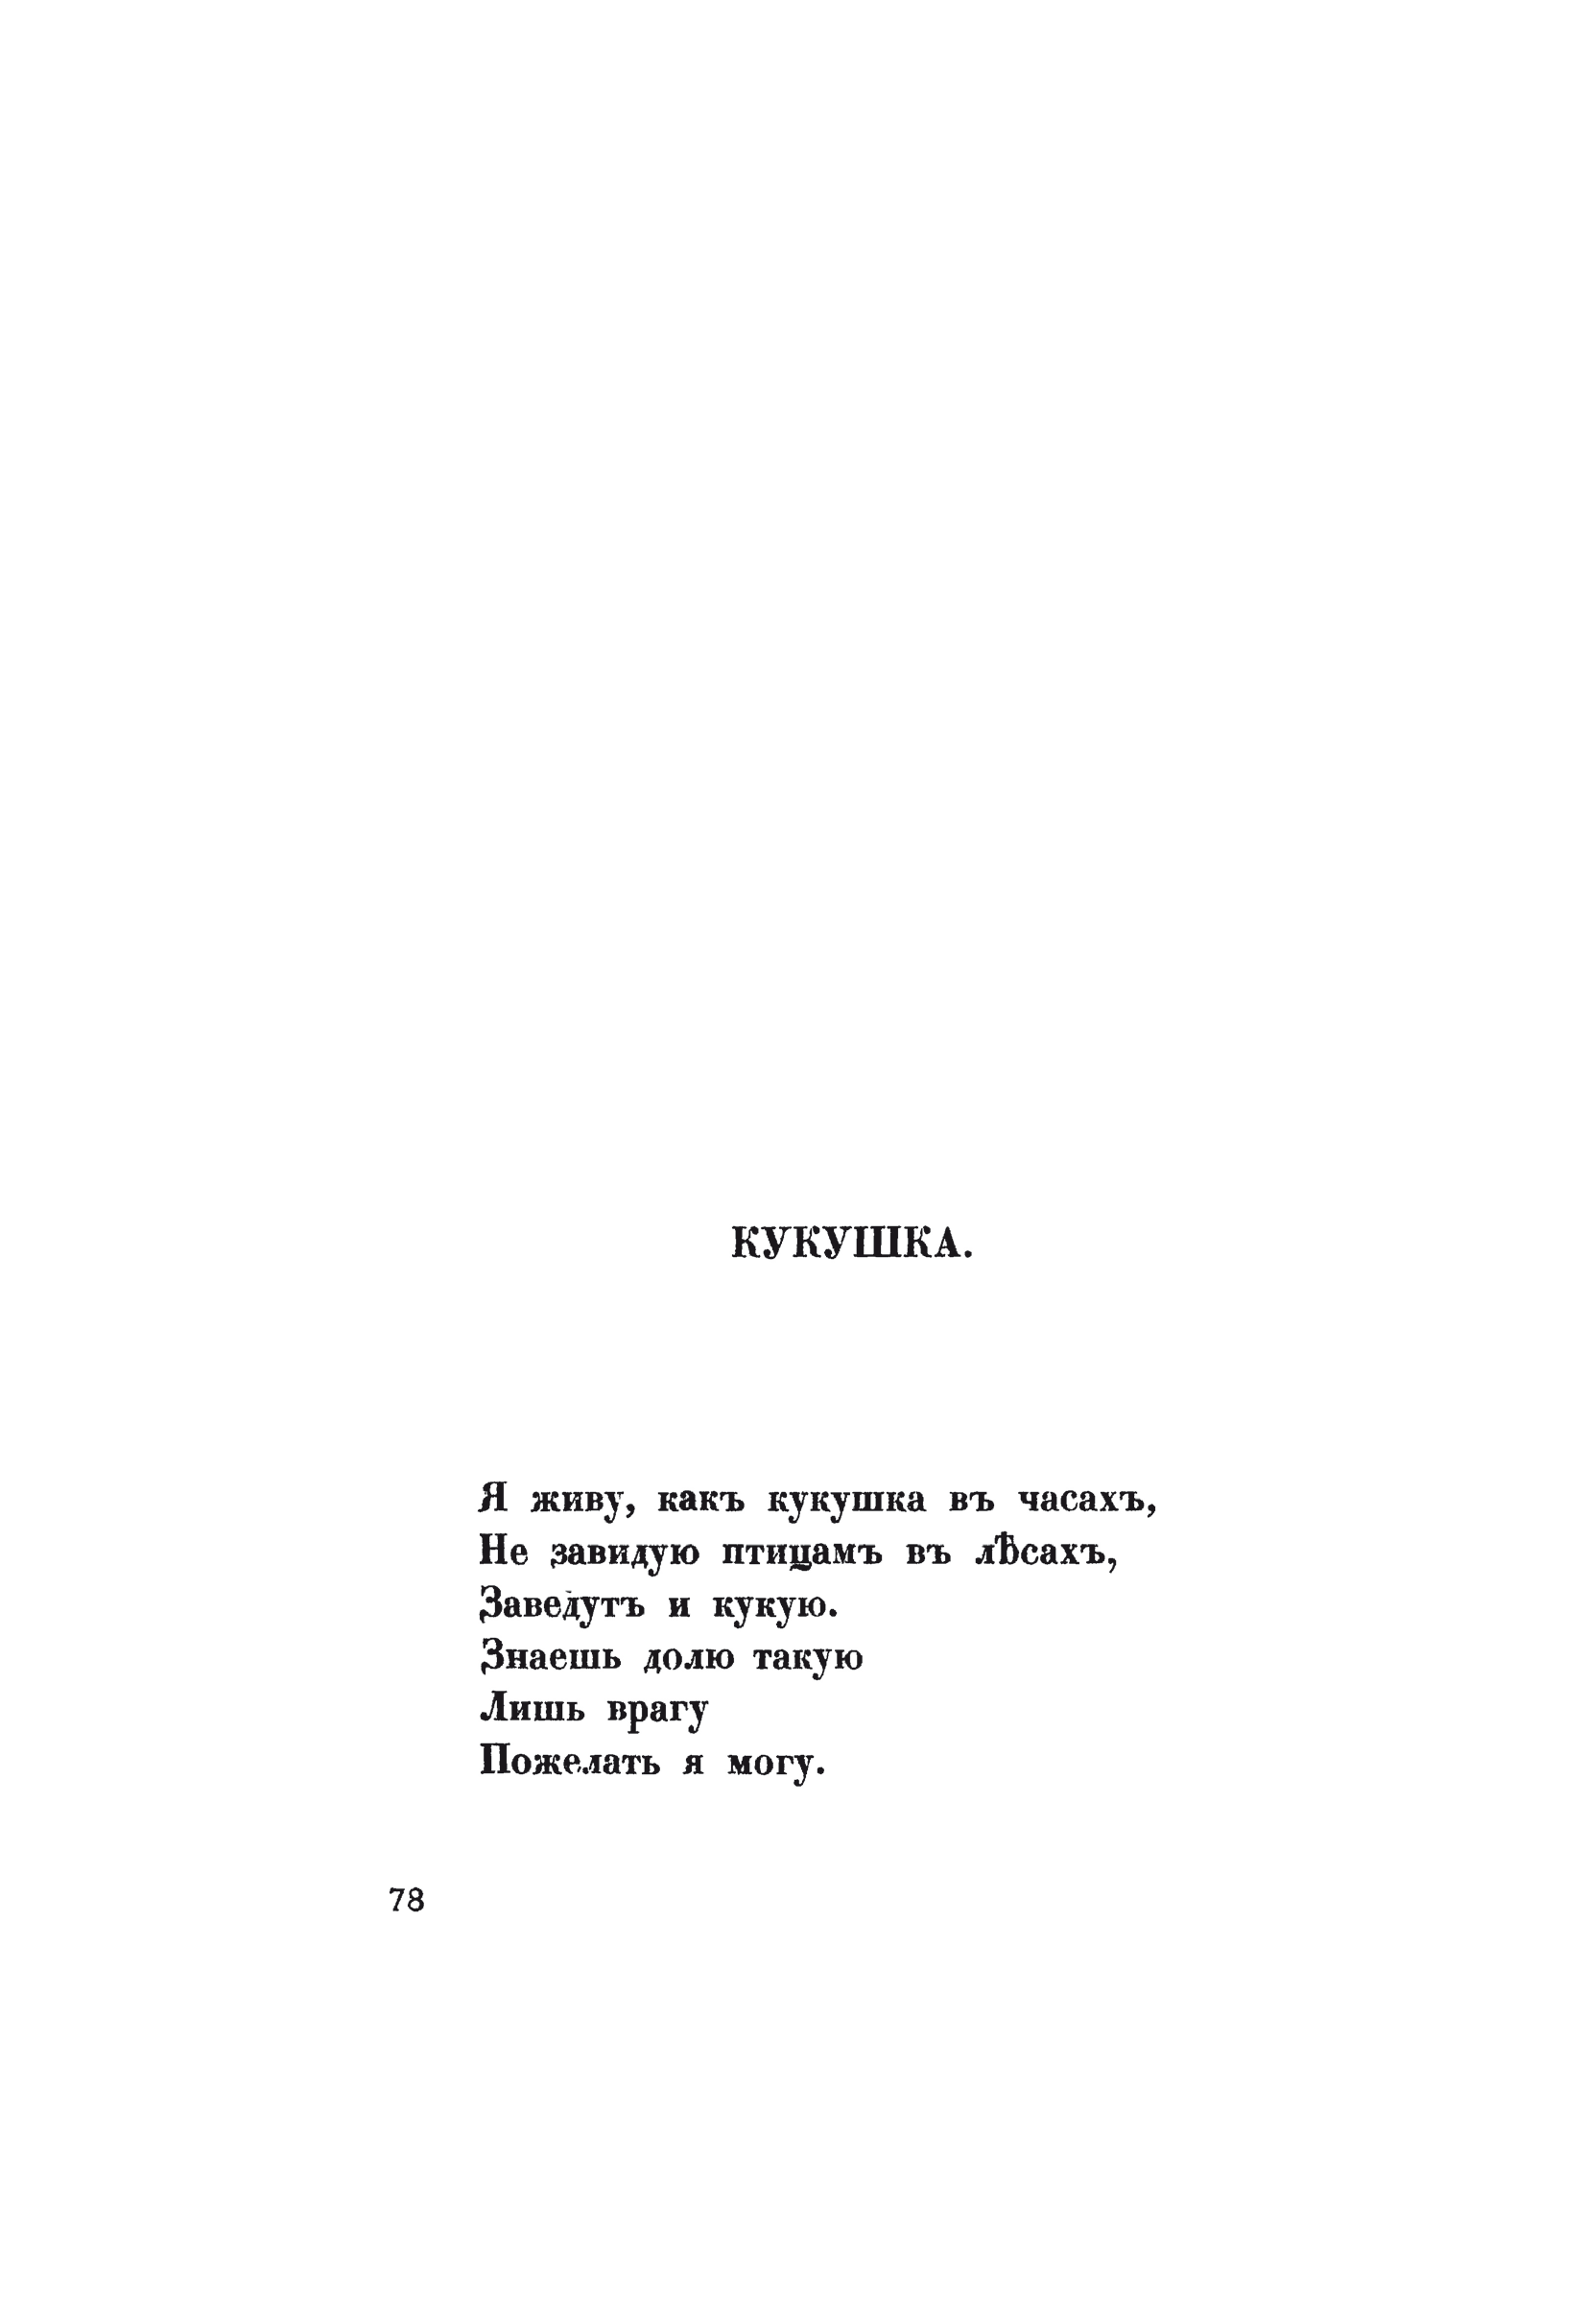 КУКУШКА.
Я живу, какъ кукушка въ часахъ,
Не завидую птицамъ въ лѣсахъ,
Заведутъ и кукую.
Знаешь долю такую
Лишь врагу
Пожелать я могу.
78